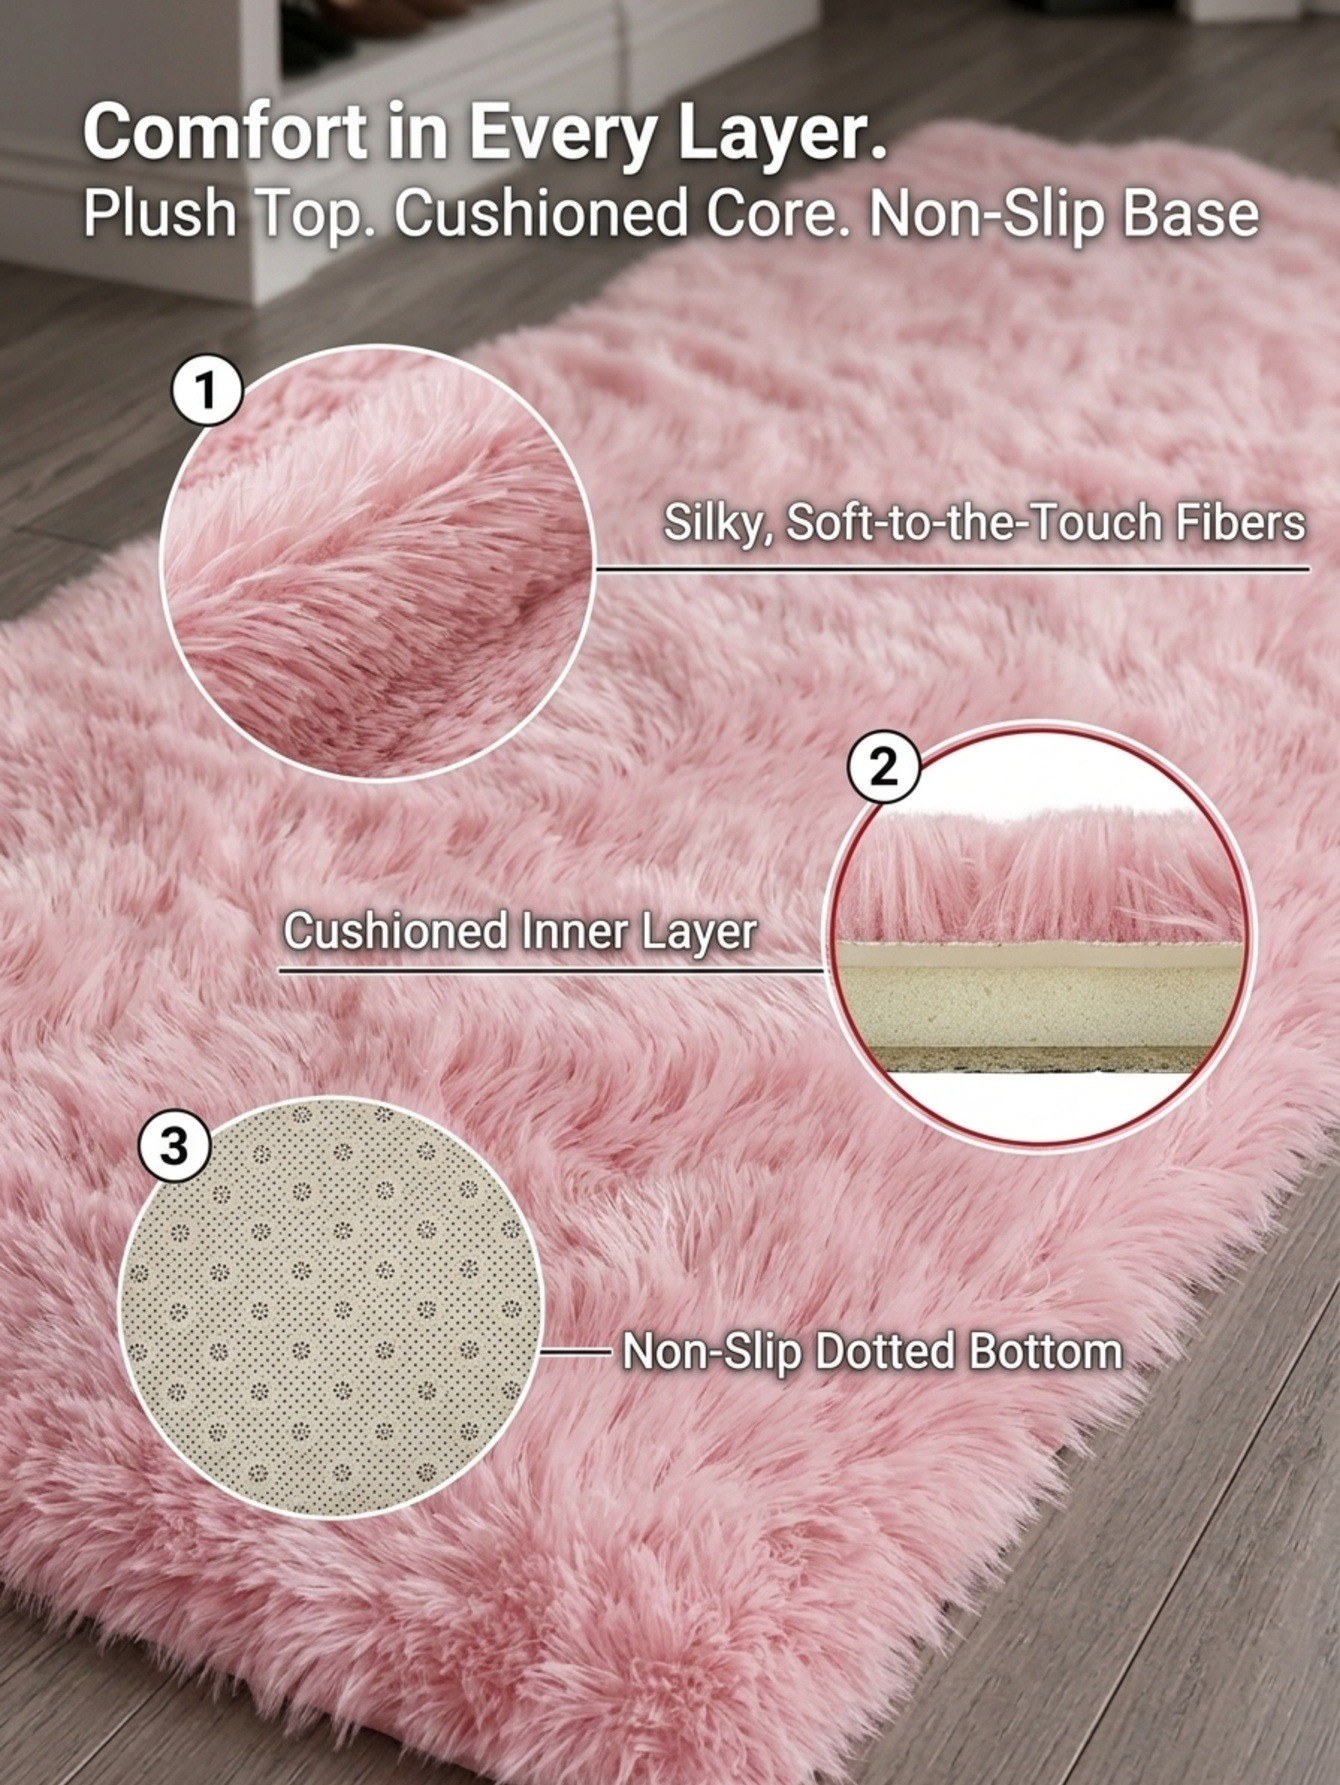 Comfort in Every Layer.
Plush Top. Cushioned Core. Non-Slip Base
1
Silky, Soft-to-the-Touch Fibers
2
Cushioned Inner Layer
3
Non-Slip Dotted Bottom